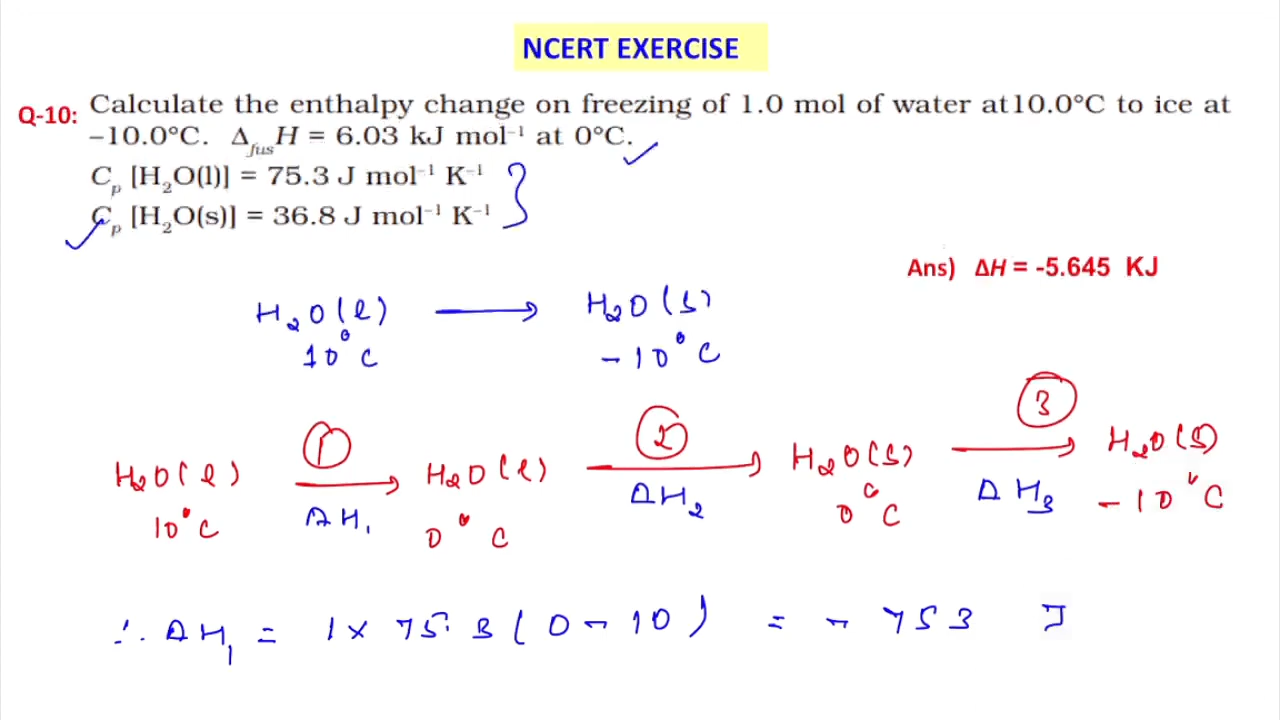 NCERT EXERCISE
Q-10: Calculate the enthalpy change on freezing of 1.0 mol of water at10.0°C to ice at
–10.0°C. Δ_fus H = 6.03 kJ mol⁻¹ at 0°C.
C_p [H₂O(l)] = 75.3 J mol⁻¹ K⁻¹
C_p [H₂O(s)] = 36.8 J mol⁻¹ K⁻¹
Ans) ΔH = -5.645 KJ
H₂O(l) → H₂O(s)
10°C -10°C
① ② ③
H₂O(l) → H₂O(l) → H₂O(s) → H₂O(s)
10°C ΔH₁ 0°C ΔH₂ 0°C ΔH₃ -10°C
∴ ΔH₁ = 1 x 75.3 (0-10) = - 753 J